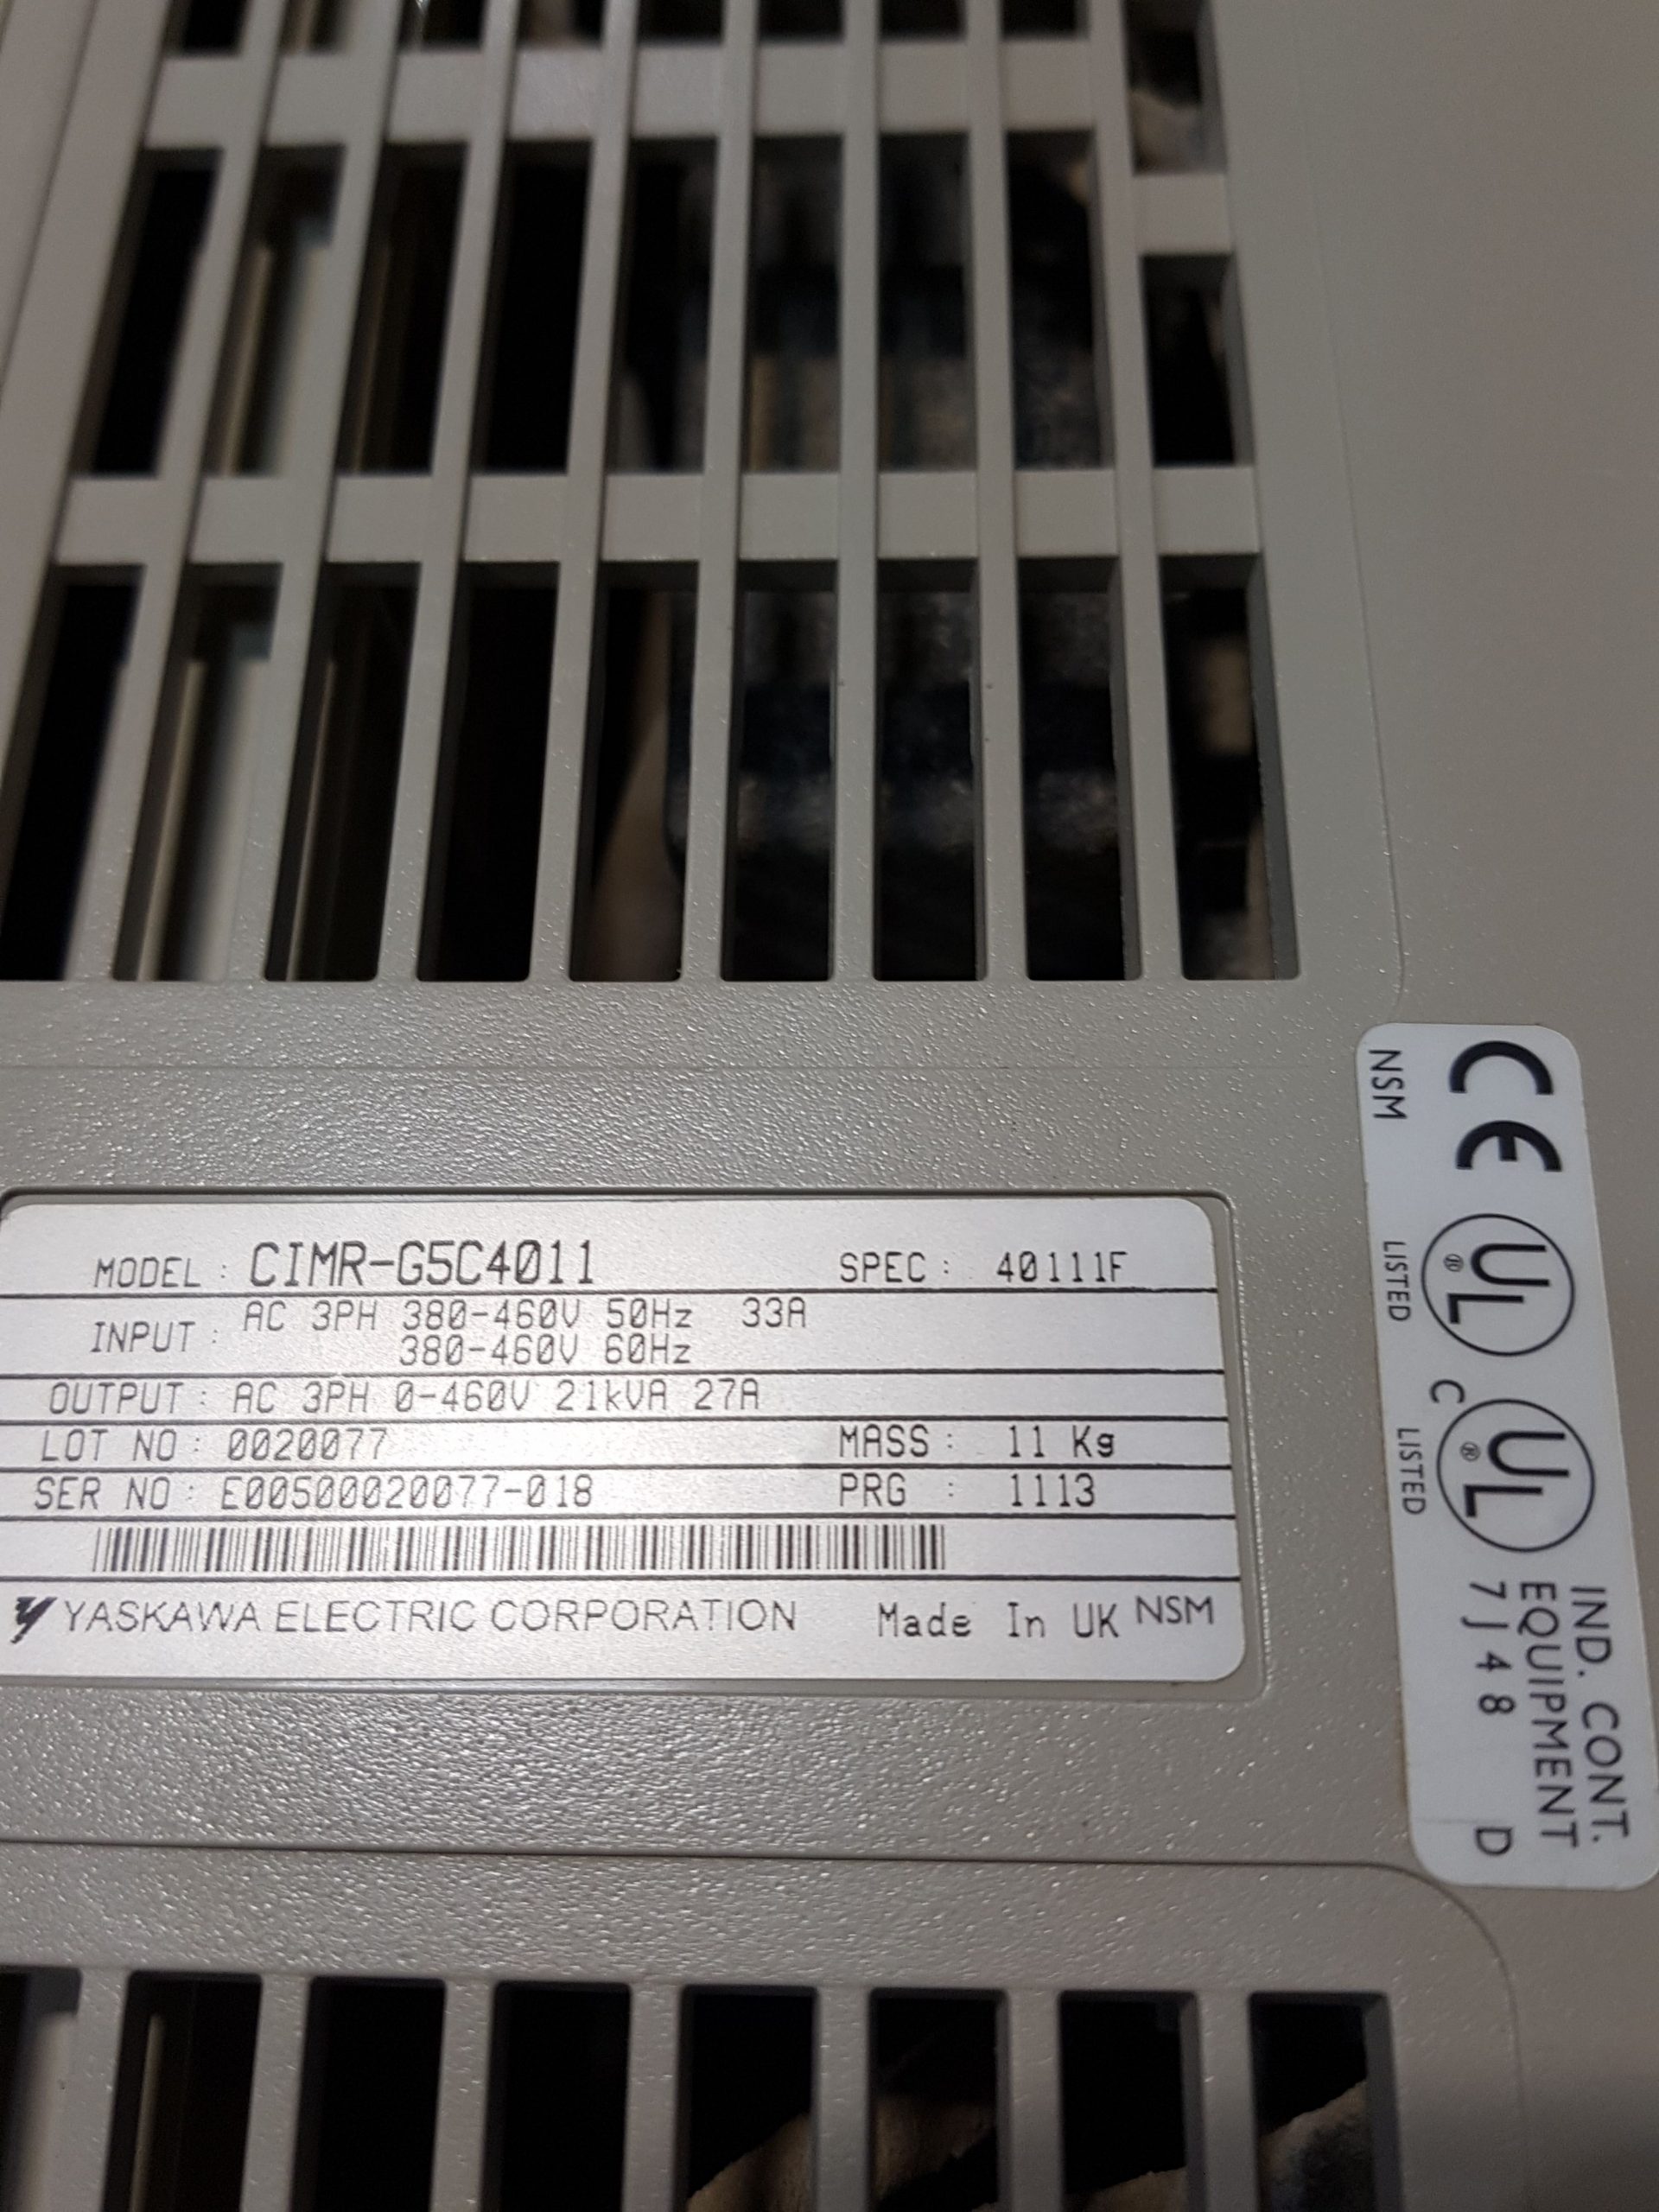 MODEL : CIMR-G5C4011 SPEC : 40111F
INPUT : AC 3PH 380-460V 50Hz 33A
380-460V 60Hz
OUTPUT : AC 3PH 0-460V 21kVA 27A
LOT NO : 0020077 MASS : 11 Kg
SER NO : E00500020077-018 PRG : 1113
YASKAWA ELECTRIC CORPORATION Made In UK NSM
CE
NSM
UL
®
LISTED
C UL
®
LISTED
IND. CONT.
EQUIPMENT
7J48 D